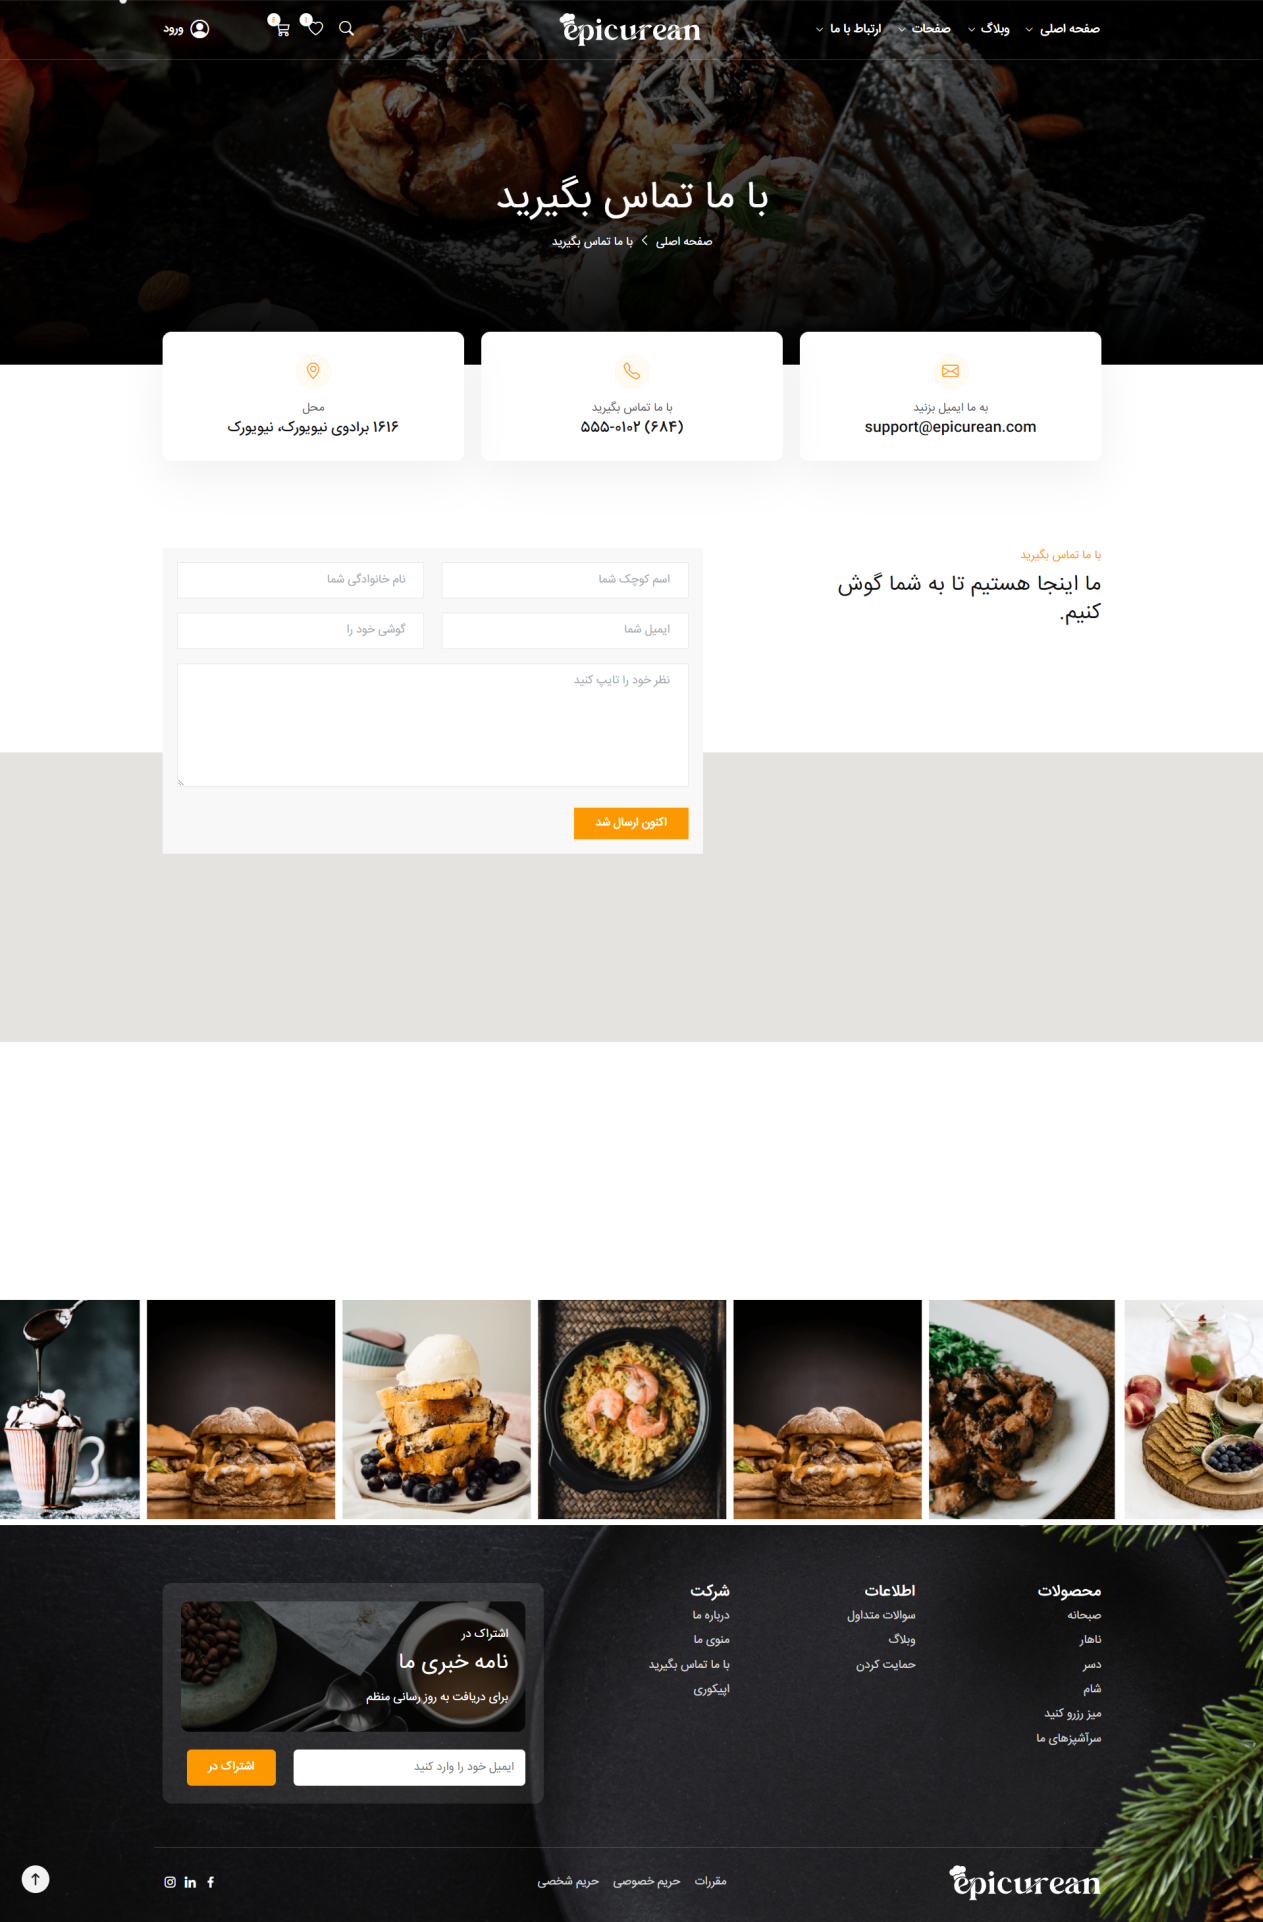 صفحه اصلی
وبلاگ
صفحات
ارتباط با ما
epicurean
ورود
با ما تماس بگیرید
صفحه اصلی
با ما تماس بگیرید
به ما ایمیل بزنید
support@epicurean.com
با ما تماس بگیرید
(۶۸۴) ۵۵۵-۰۱۰۲
محل
۱۶۱۶ برادوی نیویورک، نیویورک
با ما تماس بگیرید
ما اینجا هستیم تا به شما گوش
کنیم.
اسم کوچک شما
نام خانوادگی شما
ایمیل شما
گوشی خود را
نظر خود را تایپ کنید
اکنون ارسال شد
محصولات
صبحانه
ناهار
دسر
شام
میز رزرو کنید
سرآشپزهای ما
اطلاعات
سوالات متداول
وبلاگ
حمایت کردن
شرکت
درباره ما
منوی ما
با ما تماس بگیرید
اپیکوری
اشتراک در
نامه خبری ما
برای دریافت به روز رسانی منظم
ایمیل خود را وارد کنید
اشتراک در
epicurean
مقررات
حریم خصوصی
حریم شخصی